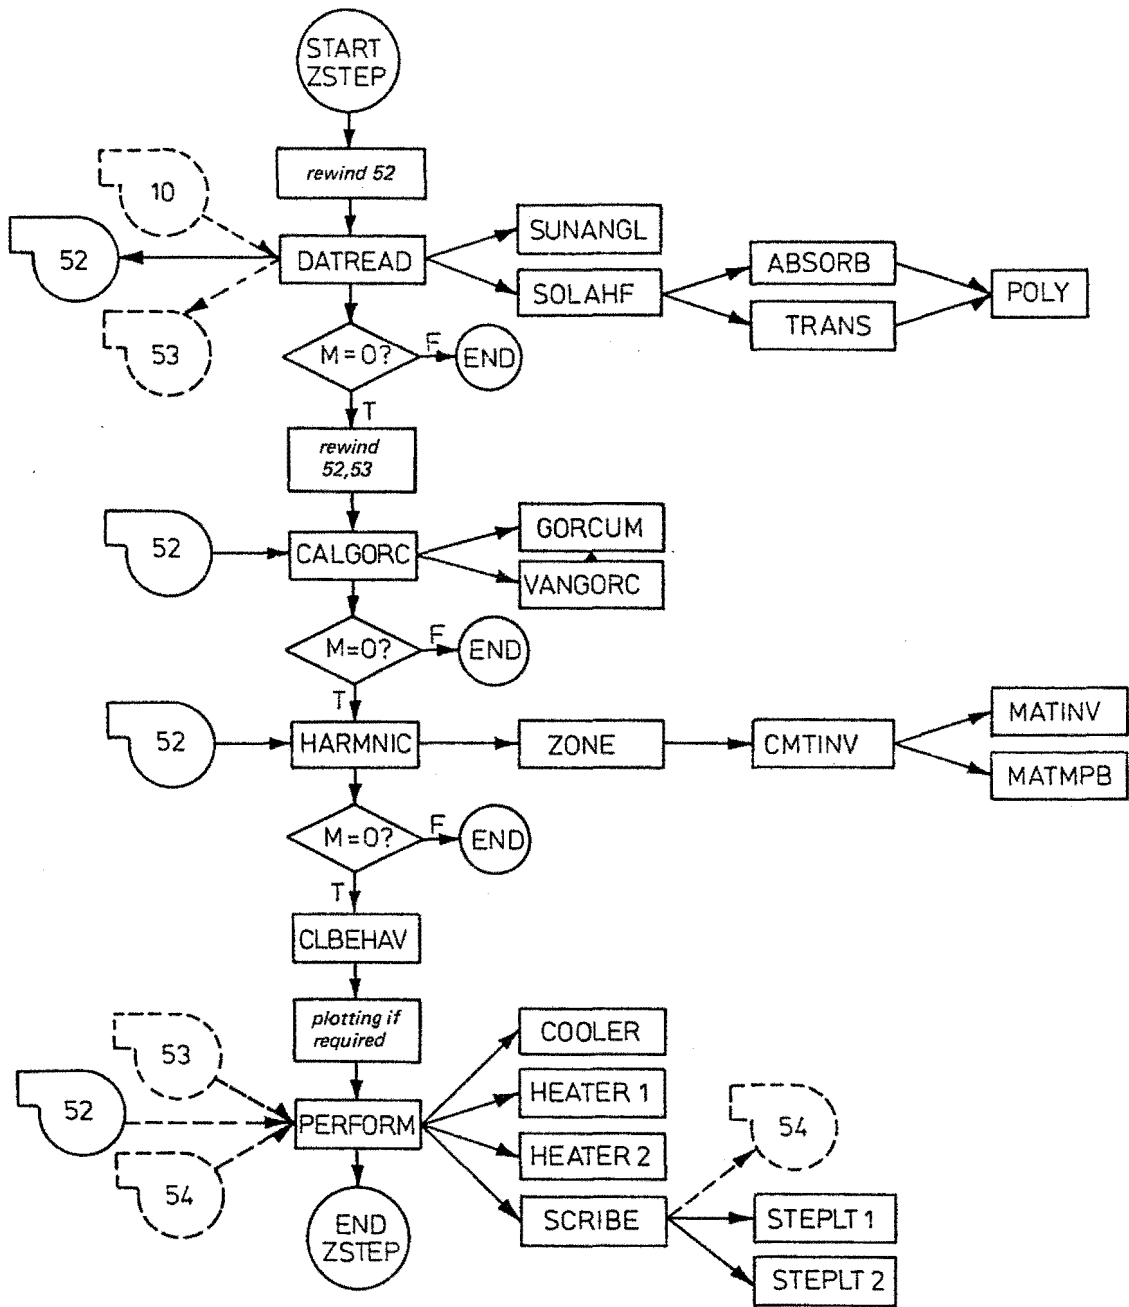 START
ZSTEP
rewind 52
10
52
53
DATREAD
SUNANGL
SOLAHF
ABSORB
TRANS
POLY
M=0?
F
END
T
rewind
52,53
52
CALGORC
GORCUM
VANGORC
M=0?
F
END
T
52
HARMNIC
ZONE
CMTINV
MATINV
MATMPB
M=0?
F
END
T
CLBEHAV
plotting if
required
53
52
54
PERFORM
COOLER
HEATER 1
HEATER 2
SCRIBE
54
STEPLT 1
STEPLT 2
END
ZSTEP